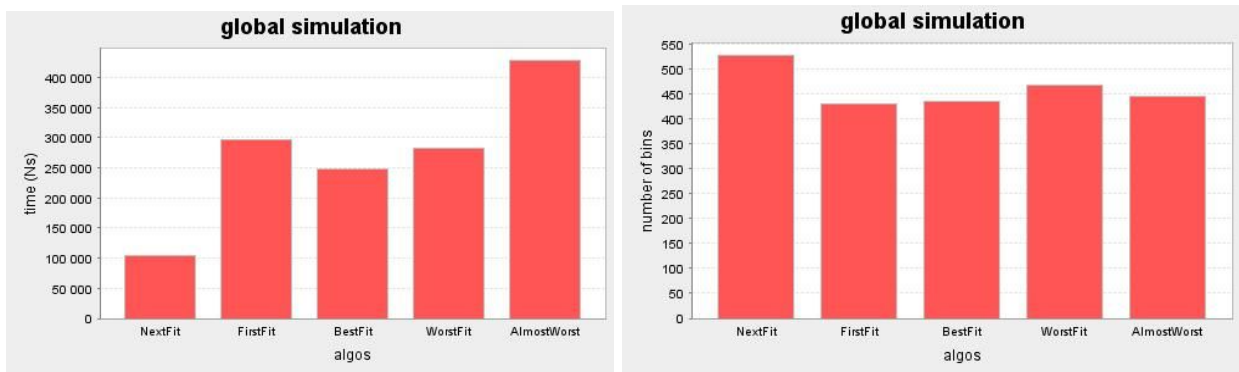 global simulation
time (Ns)
400 000
350 000
300 000
250 000
200 000
150 000
100 000
50 000
0
NextFit FirstFit BestFit WorstFit AlmostWorst
algos
global simulation
number of bins
550
500
450
400
350
300
250
200
150
100
50
0
NextFit FirstFit BestFit WorstFit AlmostWorst
algos